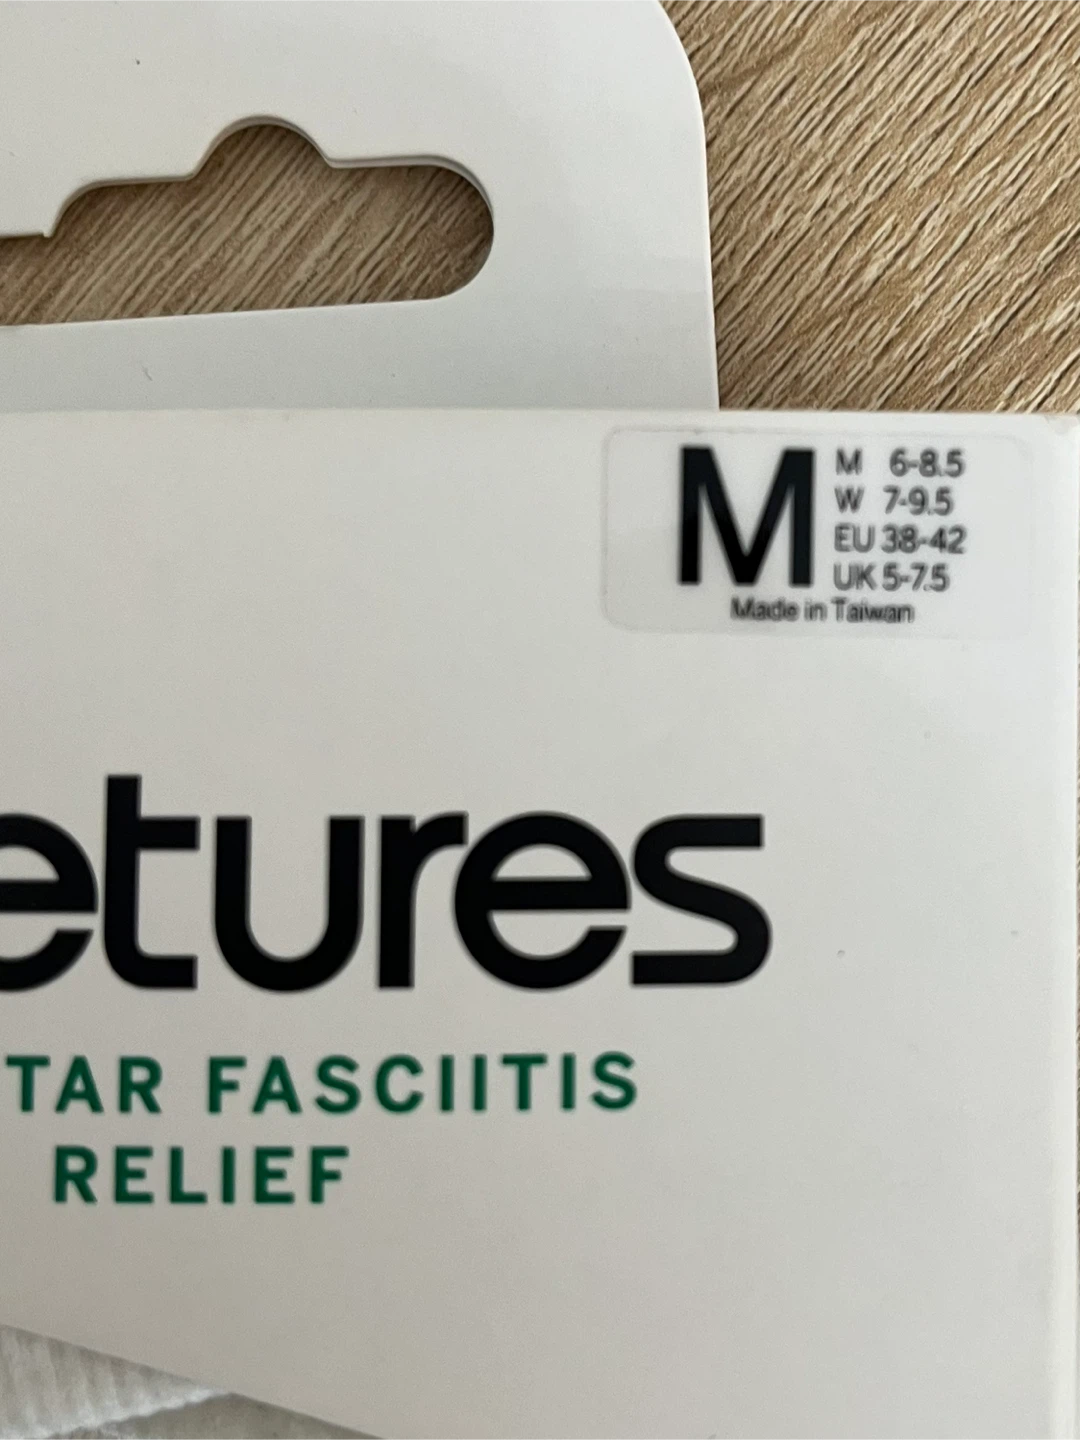 M
M 6-8.5
W 7-9.5
EU 38-42
UK 5-7.5
Made in Taiwan
etures
TAR FASCIITIS
RELIEF